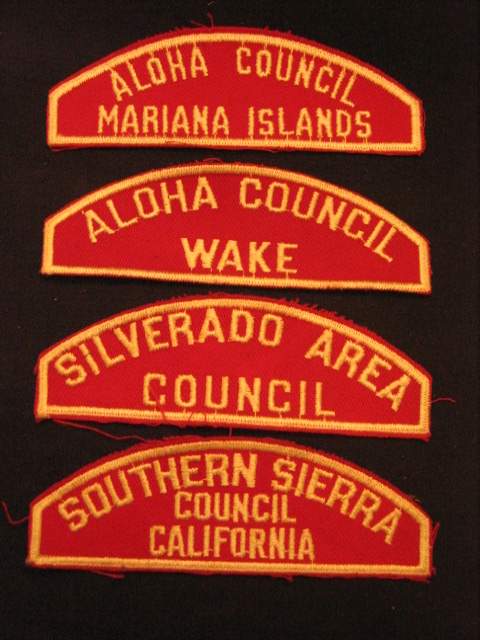 ALOHA COUNCIL
MARIANA ISLANDS
ALOHA COUNCIL
WAKE
SILVERADO AREA
COUNCIL
SOUTHERN SIERRA
COUNCIL
CALIFORNIA